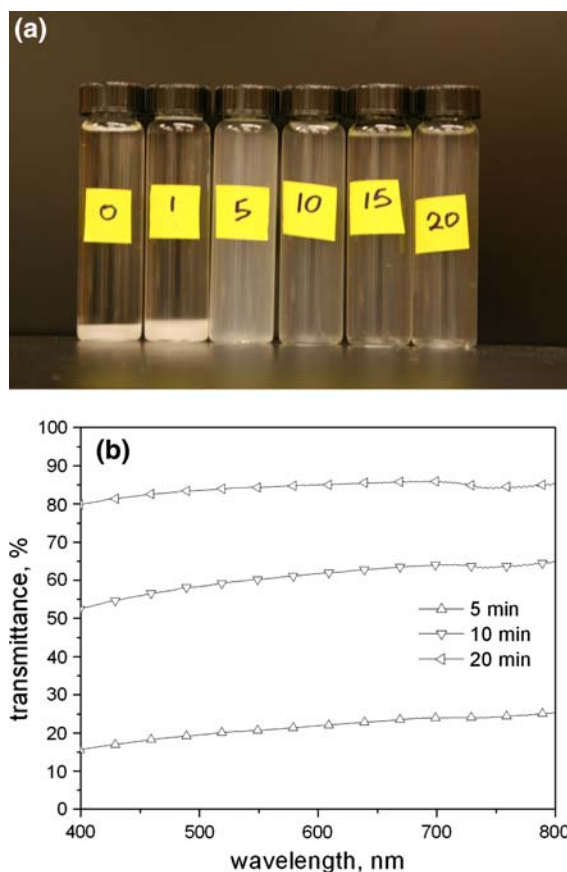 (a)
0 1 5 10 15 20
(b)
100
90
80
70
60
50
40
30
20
10
0
transmittance, %
5 min
10 min
20 min
400 500 600 700 800
wavelength, nm